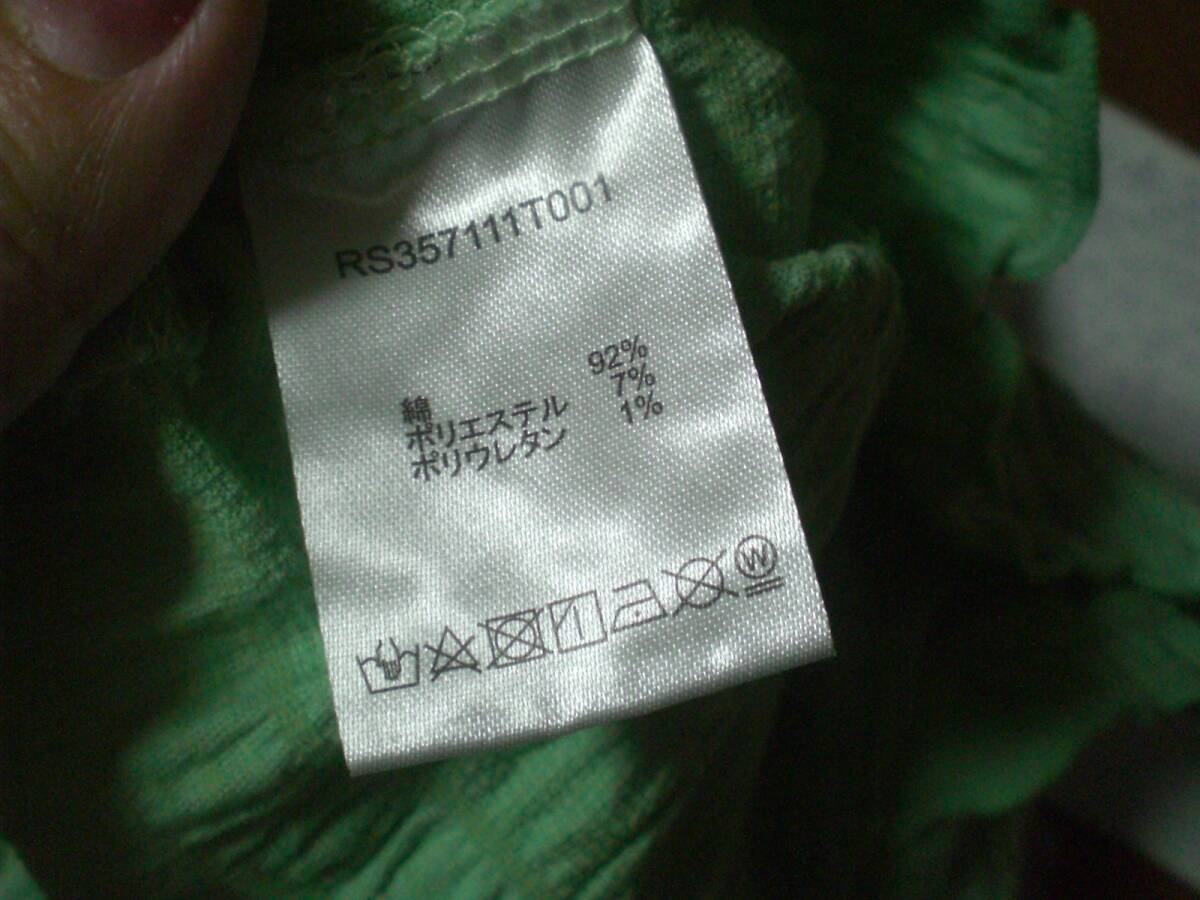 RS357111T001
綿 92%
ポリエステル 7%
ポリウレタン 1%
W